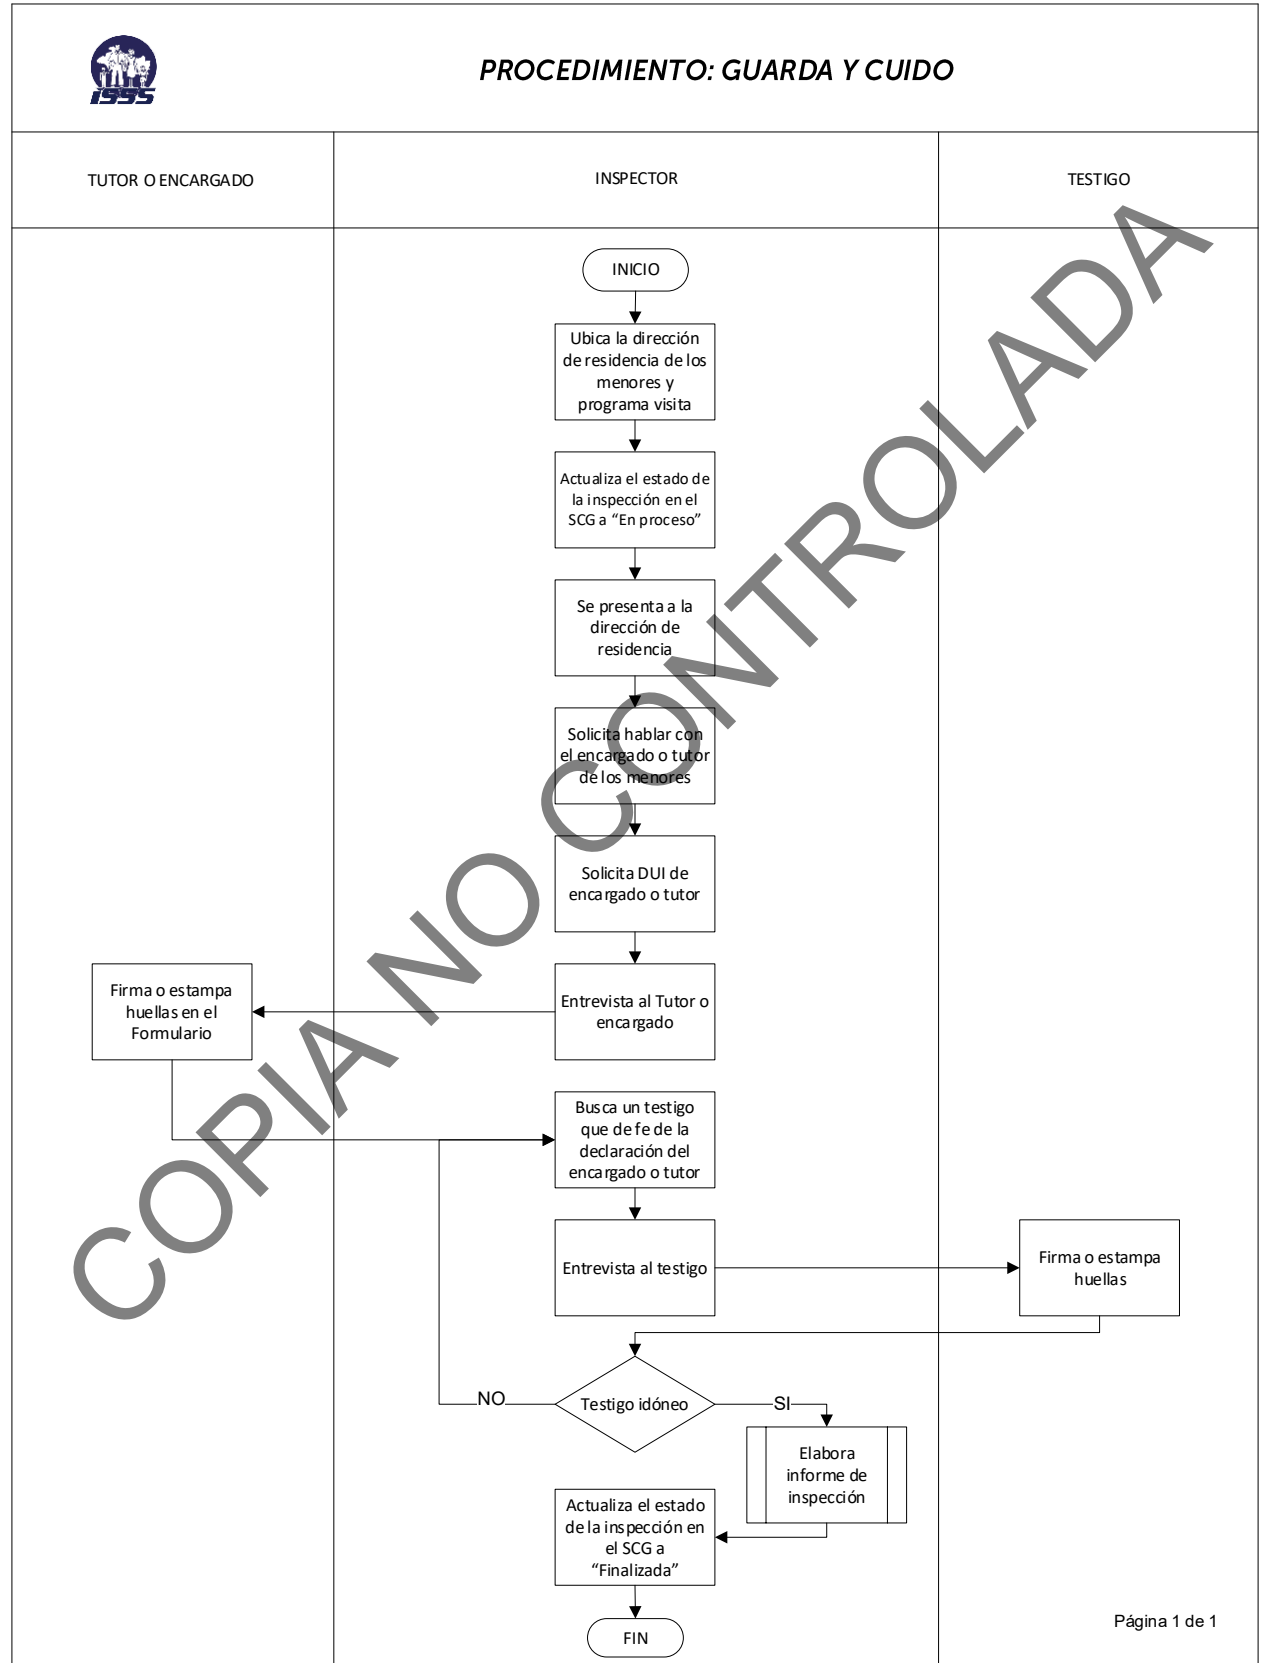 ISSS
PROCEDIMIENTO: GUARDA Y CUIDO
TUTOR O ENCARGADO
INSPECTOR
TESTIGO
INICIO
Ubica la dirección
de residencia de los
menores y
programa visita
Actualiza el estado de
la inspección en el
SCG a “En proceso”
Se presenta a la
dirección de
residencia
Solicita hablar con
el encargado o tutor
de los menores
Solicita DUI de
encargado o tutor
Entrevista al Tutor o
encargado
Firma o estampa
huellas en el
Formulario
Busca un testigo
que de fe de la
declaración del
encargado o tutor
Entrevista al testigo
Firma o estampa
huellas
Testigo idóneo
NO
SI
Elabora
informe de
inspección
Actualiza el estado
de la inspección en
el SCG a
“Finalizada”
FIN
Página 1 de 1
COPIA NO CONTROLADA